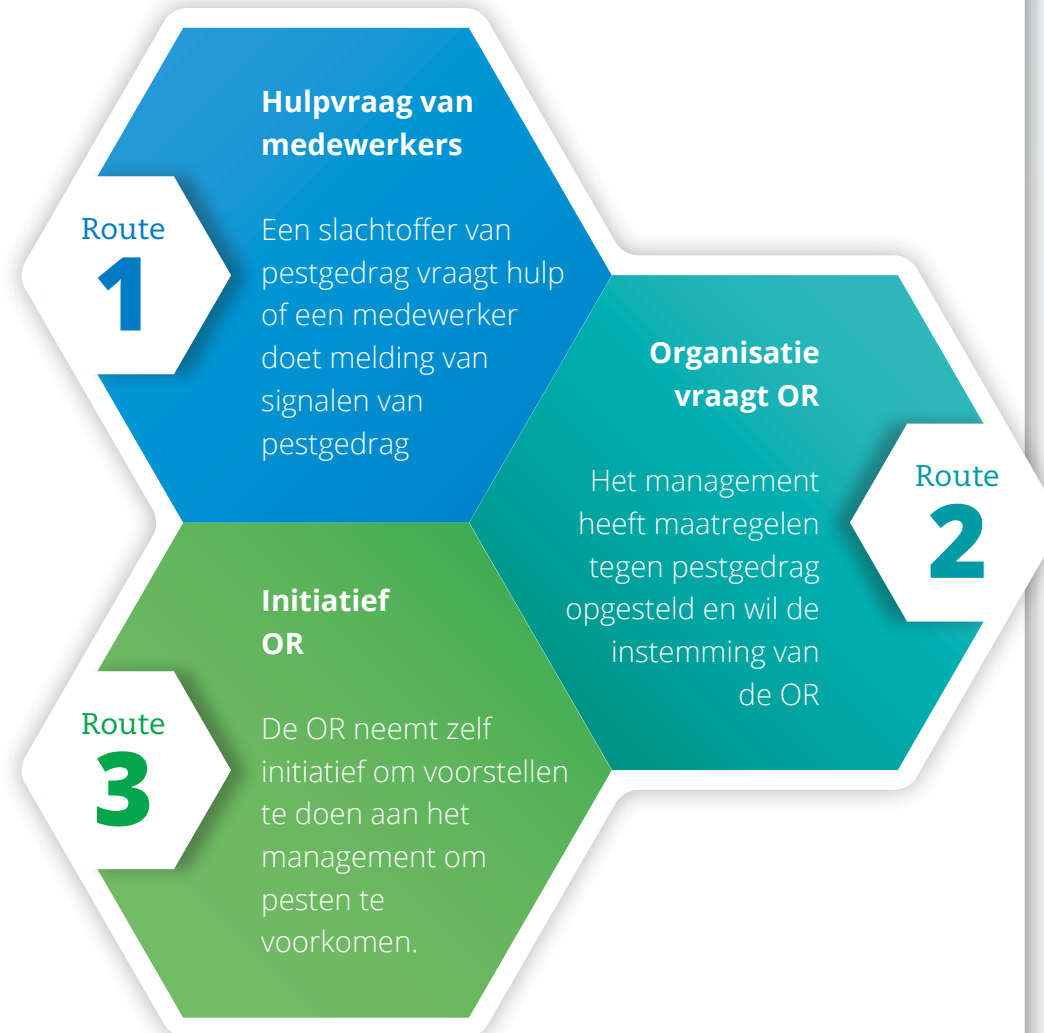 Route
1
Hulpvraag van
medewerkers
Een slachtoffer van
pestgedrag vraagt hulp
of een medewerker
doet melding van
signalen van
pestgedrag
Route
2
Organisatie
vraagt OR
Het management
heeft maatregelen
tegen pestgedrag
opgesteld en wil de
instemming van
de OR
Route
3
Initiatief
OR
De OR neemt zelf
initiatief om voorstellen
te doen aan het
management om
pesten te
voorkomen.